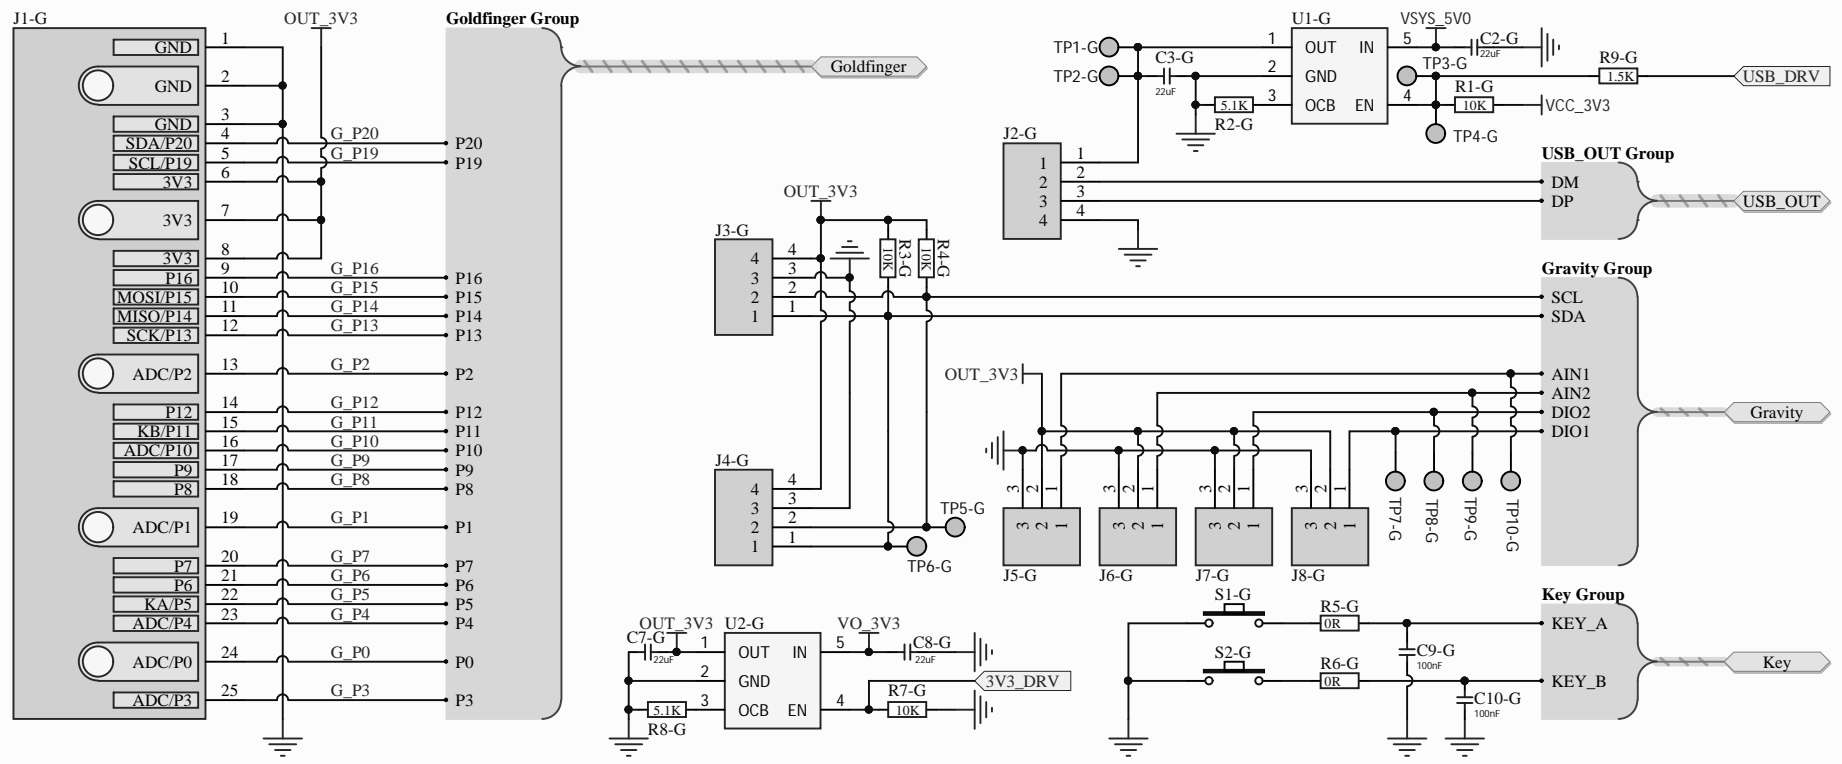 J1-G
OUT_3V3
Goldfinger Group
GND 1
GND 2
GND 3
SDA/P20 4 G_P20 P20
SCL/P19 5 G_P19 P19
3V3 6
3V3 7
3V3 8
P16 9 G_P16 P16
MOSI/P15 10 G_P15 P15
MISO/P14 11 G_P14 P14
SCK/P13 12 G_P13 P13
ADC/P2 13 G_P2 P2
P12 14 G_P12 P12
KB/P11 15 G_P11 P11
ADC/P10 16 G_P10 P10
P9 17 G_P9 P9
P8 18 G_P8 P8
ADC/P1 19 G_P1 P1
P7 20 G_P7 P7
P6 21 G_P6 P6
KA/P5 22 G_P5 P5
ADC/P4 23 G_P4 P4
ADC/P0 24 G_P0 P0
ADC/P3 25 G_P3 P3
Goldfinger
U1-G
VSYS_5V0
TP1-G 1 OUT IN 5 C2-G
22uF
C3-G
TP3-G
R9-G
TP2-G 22uF 2 GND 1.5K USB_DRV
R1-G
5.1K 3 OCB EN 4 10K VCC_3V3
R2-G
TP4-G
J2-G
1 1
2 2
3 3
4 4
USB_OUT Group
DM
DP
USB_OUT
OUT_3V3
J3-G
4 4
3 3
2 2
1 1
10K R3-G
10K R4-G
Gravity Group
SCL
SDA
AIN1
AIN2
DIO2
DIO1
Gravity
OUT_3V3
J4-G
4 4
3 3
2 2
1 1
TP5-G
TP6-G
3 2 1
3 2 1
J5-G
3 2 1
3 2 1
J6-G
3 2 1
3 2 1
J7-G
3 2 1
3 2 1
J8-G
TP7-G
TP8-G
TP9-G
TP10-G
OUT_3V3
U2-G
VO_3V3
C7-G
22uF
1 OUT IN 5
C8-G
22uF
2 GND
3V3_DRV
5.1K 3 OCB EN 4
R7-G
10K
R8-G
S1-G
R5-G
0R
Key Group
KEY_A
C9-G
100nF
S2-G
R6-G
0R
KEY_B
C10-G
100nF
Key